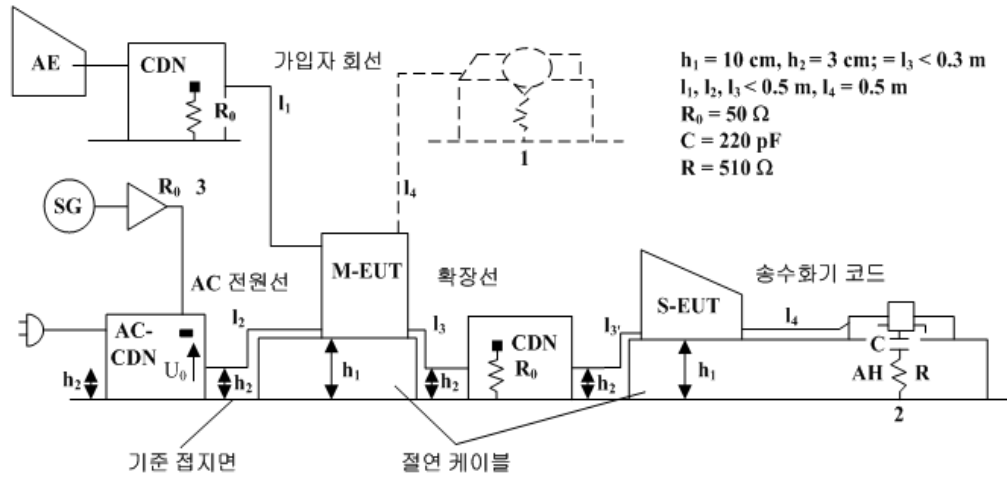 AE
CDN
R₀
가입자 회선
l₁
1
h₁ = 10 cm, h₂ = 3 cm; = l₃ < 0.3 m
l₁, l₂, l₃ < 0.5 m, l₄ = 0.5 m
R₀ = 50 Ω
C = 220 pF
R = 510 Ω
SG
R₀ 3
l₄
AC 전원선
M-EUT
확장선
S-EUT
송수화기 코드
AC-
CDN
U₀
h₂
l₂
h₂
h₁
l₃
h₂
CDN
R₀
l₃'
h₂
h₁
l₄
C
AH
R
2
기준 접지면
절연 케이블